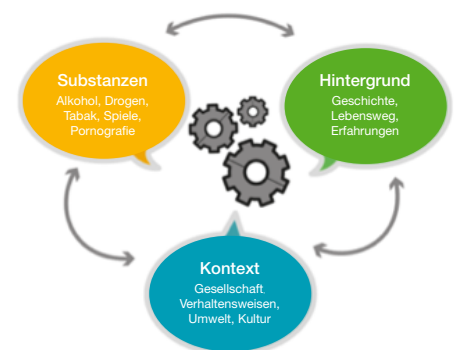 Substanzen
Alkohol, Drogen,
Tabak, Spiele,
Pornografie
Hintergrund
Geschichte,
Lebensweg,
Erfahrungen
Kontext
Gesellschaft,
Verhaltensweisen,
Umwelt, Kultur